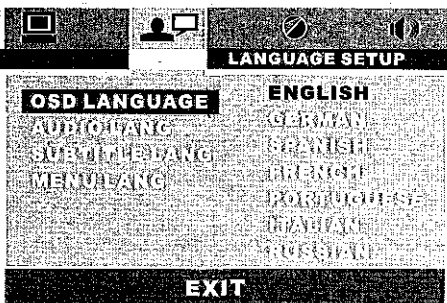 LANGUAGE SETUP
OSD LANGUAGE
AUDIO LANG
SUBTITLE LANG
MENU LANG
ENGLISH
GERMAN
SPANISH
FRENCH
PORTUGUESE
ITALIAN
RUSSIAN
EXIT